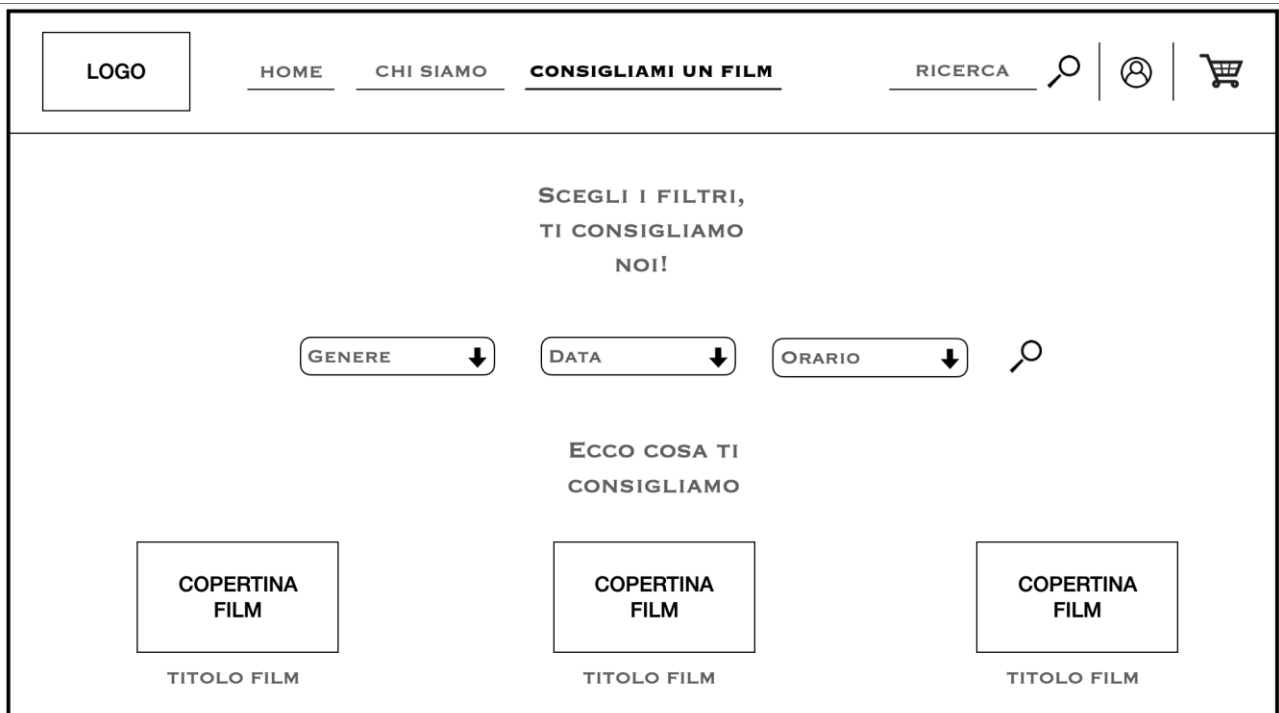 LOGO
HOME
CHI SIAMO
CONSIGLIAMI UN FILM
RICERCA
SCEGLI I FILTRI,
TI CONSIGLIAMO
NOI!
GENERE
DATA
ORARIO
ECCO COSA TI
CONSIGLIAMO
COPERTINA
FILM
COPERTINA
FILM
COPERTINA
FILM
TITOLO FILM
TITOLO FILM
TITOLO FILM